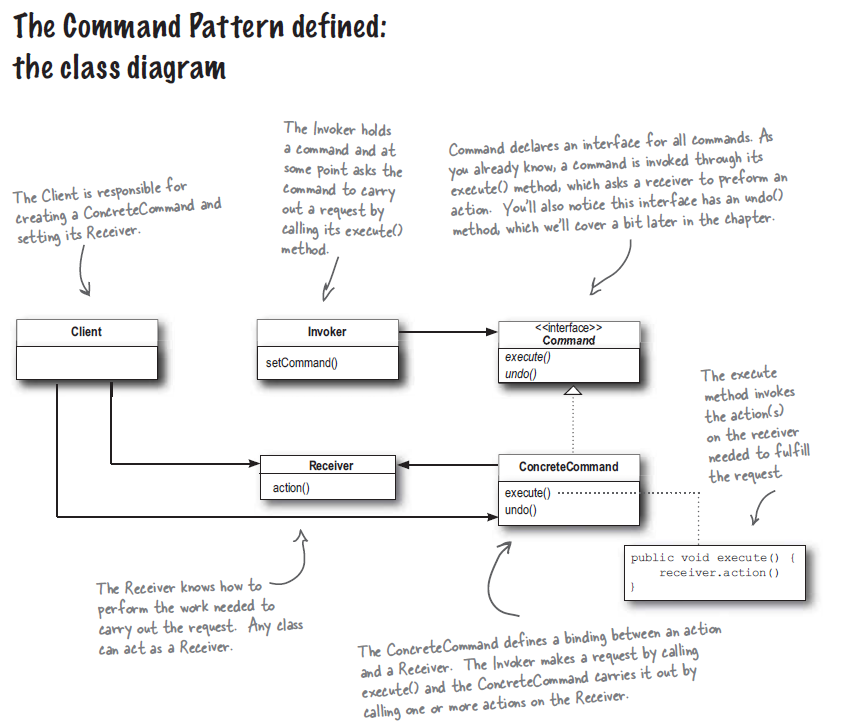 The Command Pattern defined:
the class diagram
The Client is responsible for
creating a ConcreteCommand and
setting its Receiver.
The Invoker holds
a command and at
some point asks the
command to carry
out a request by
calling its execute()
method.
Command declares an interface for all commands. As
you already know, a command is invoked through its
execute() method, which asks a receiver to preform an
action. You'll also notice this interface has an undo()
method, which we'll cover a bit later in the chapter.
Client
Invoker
setCommand()
<<interface>>
Command
execute()
undo()
The execute
method invokes
the action(s)
on the receiver
needed to fulfill
the request
Receiver
action()
ConcreteCommand
execute()
undo()
public void execute() {
receiver.action()
}
The Receiver knows how to
perform the work needed to
carry out the request. Any class
can act as a Receiver.
The ConcreteCommand defines a binding between an action
and a Receiver. The Invoker makes a request by calling
execute() and the ConcreteCommand carries it out by
calling one or more actions on the Receiver.